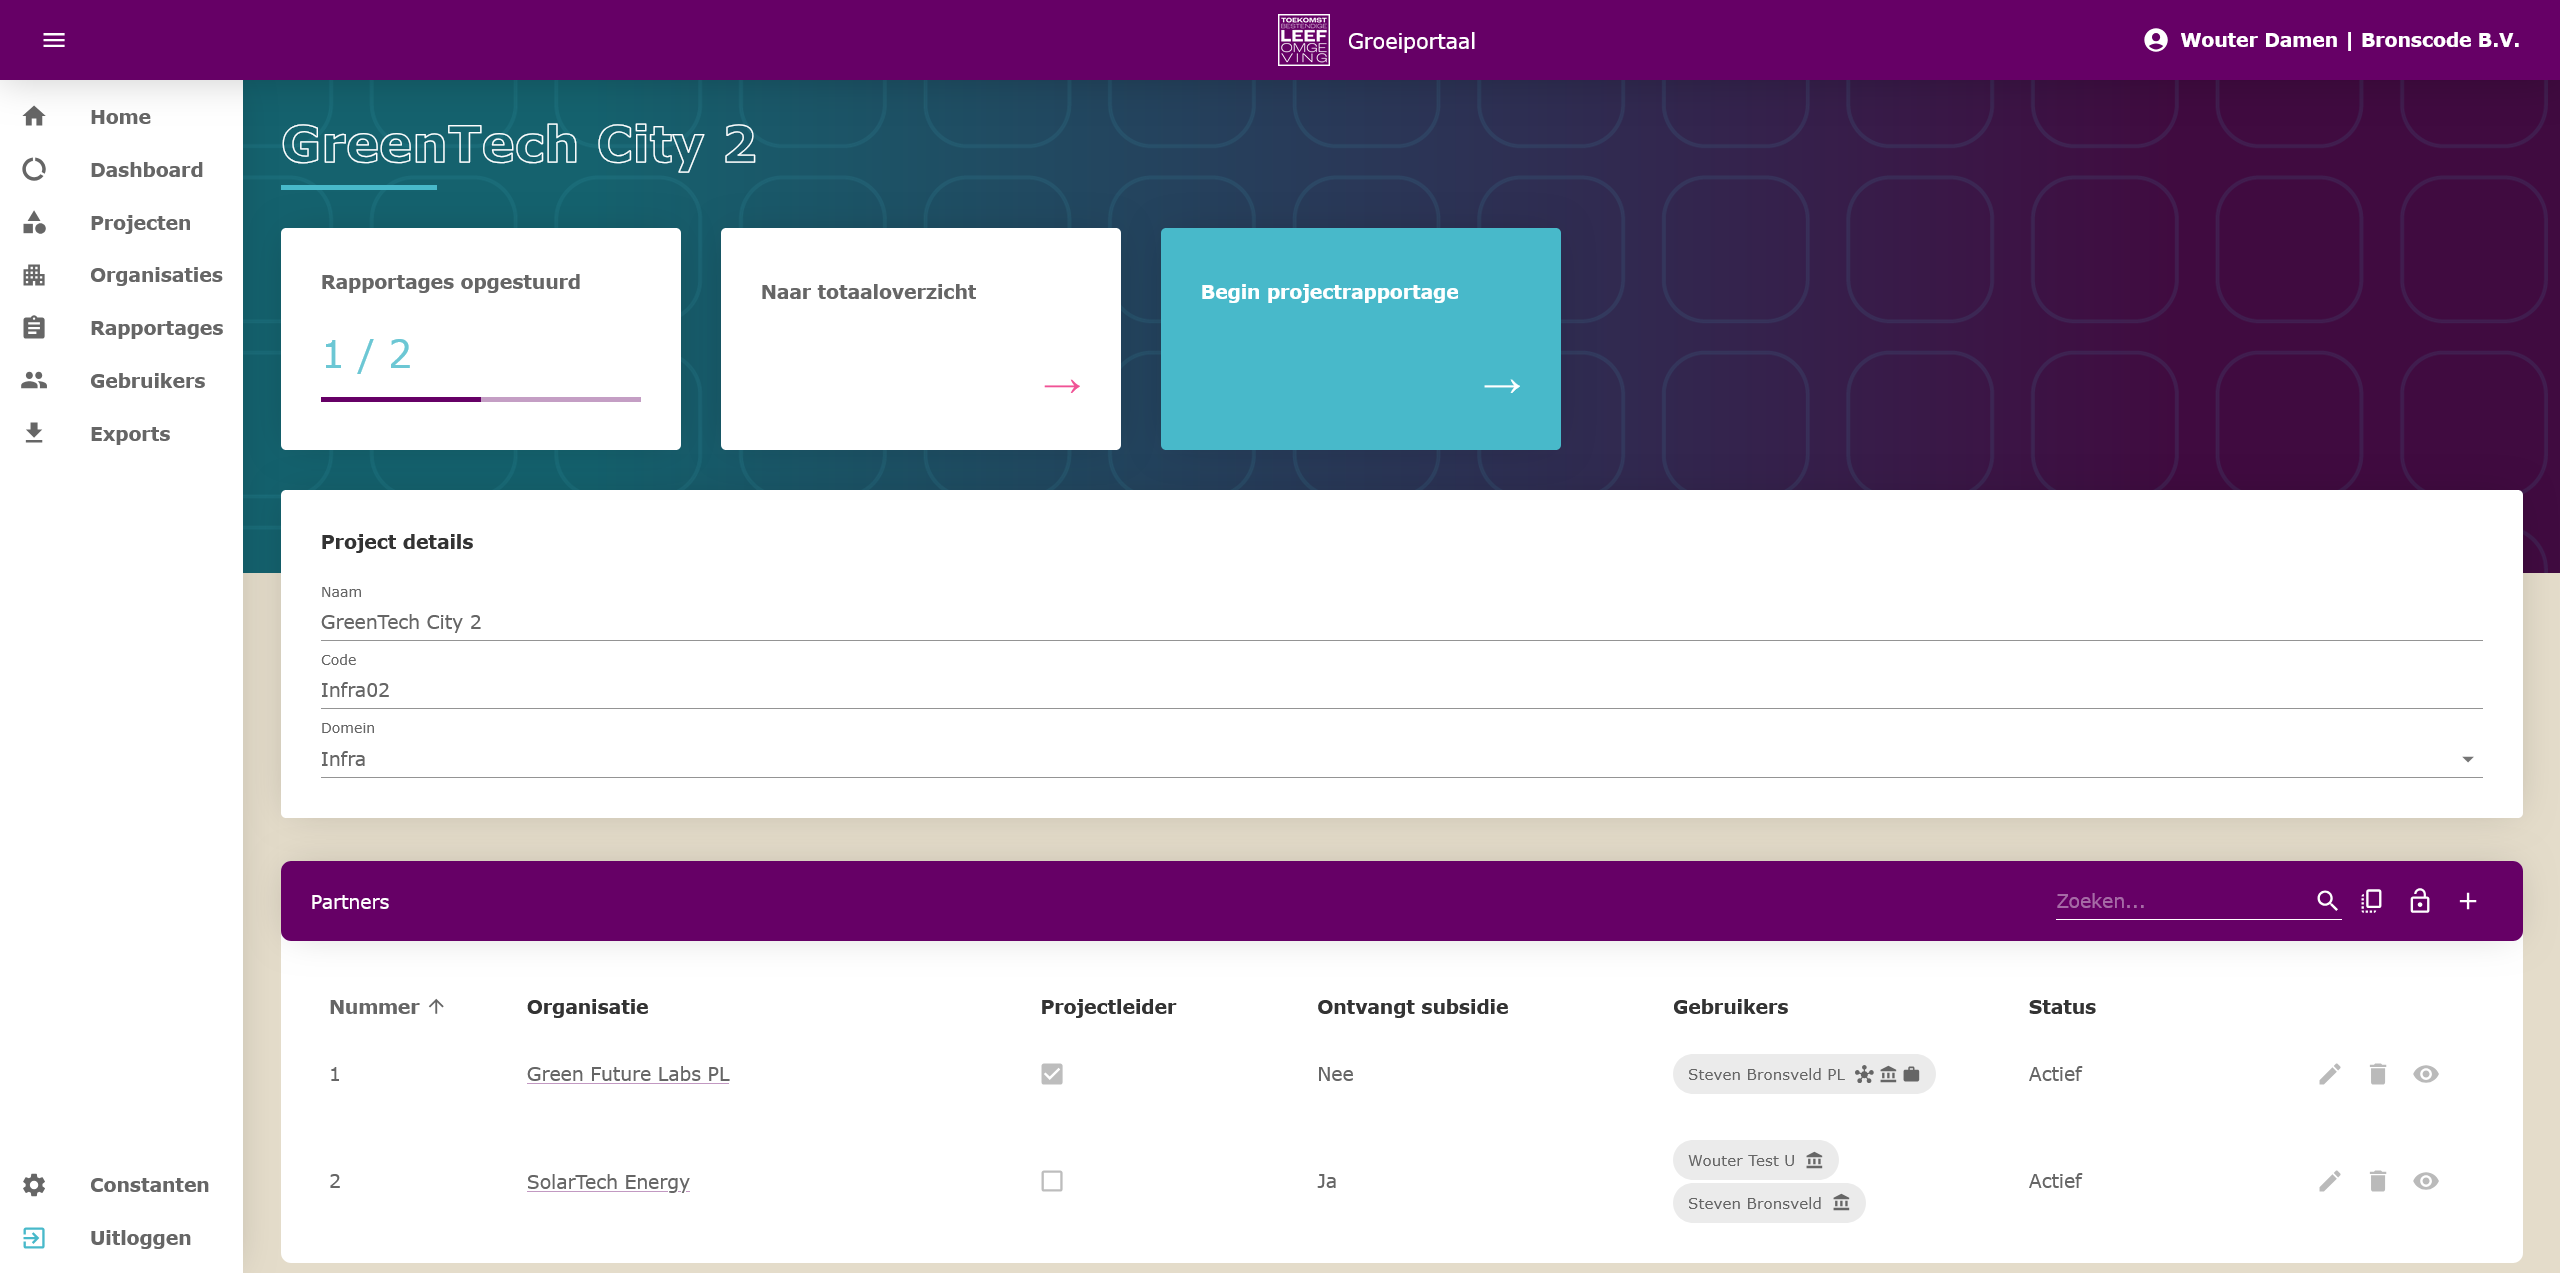 TOEKOMST
BESTENDIGE
LEEF
OMGE
VING
Groeiportaal
Wouter Damen | Bronscode B.V.
Home
Dashboard
Projecten
Organisaties
Rapportages
Gebruikers
Exports
Constanten
Uitloggen
GreenTech City 2
Rapportages opgestuurd
1 / 2
Naar totaaloverzicht
→
Begin projectrapportage
→
Project details
Naam
GreenTech City 2
Code
Infra02
Domein
Infra
Partners
Zoeken...
Nummer ↑ Organisatie Projectleider Ontvangt subsidie Gebruikers Status
1 Green Future Labs PL Nee Steven Bronsveld PL Actief
2 SolarTech Energy Ja Wouter Test U Actief
Steven Bronsveld